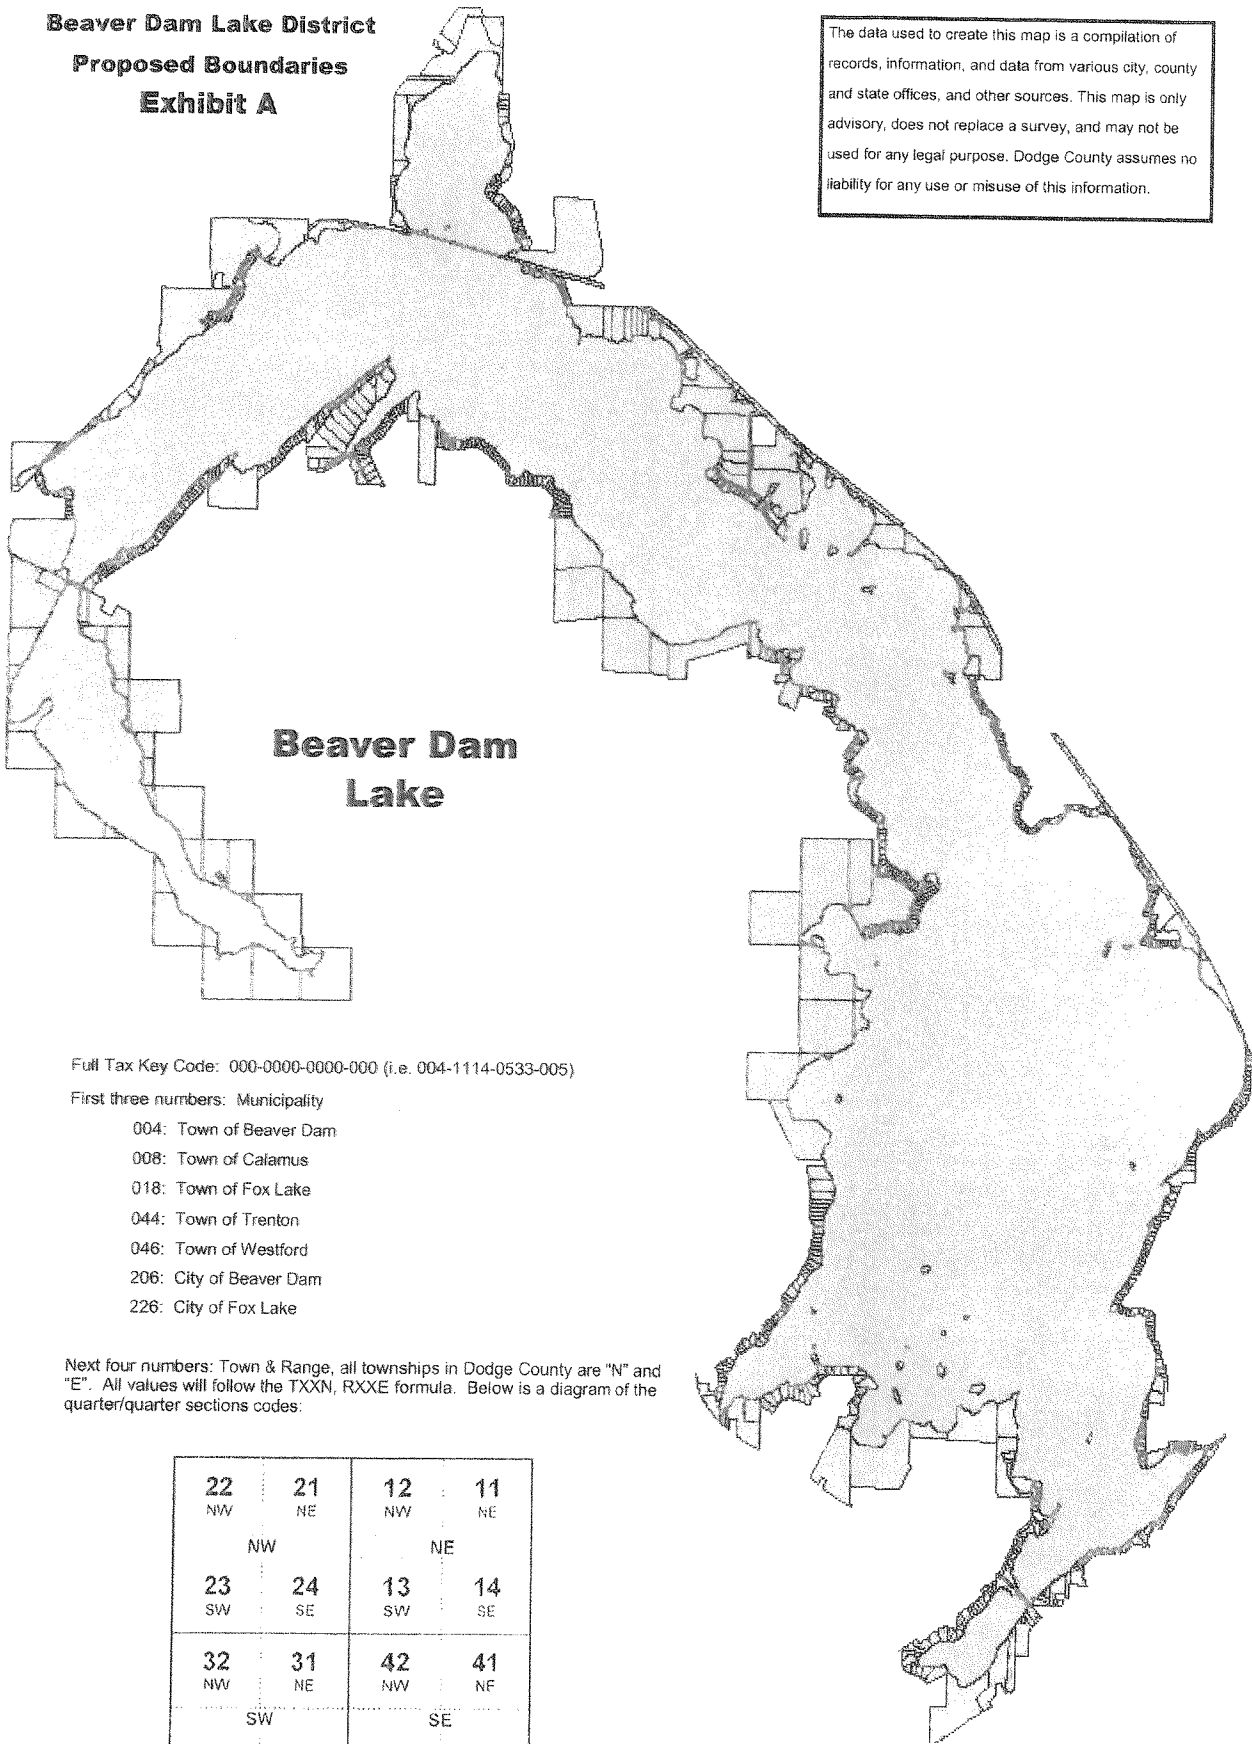 Beaver Dam Lake District
Proposed Boundaries
Exhibit A
The data used to create this map is a compilation of
records, information, and data from various city, county
and state offices, and other sources. This map is only
advisory, does not replace a survey, and may not be
used for any legal purpose. Dodge County assumes no
liability for any use or misuse of this information.
Beaver Dam
Lake
Full Tax Key Code: 000-0000-0000-000 (i.e. 004-1114-0533-005)
First three numbers: Municipality
004: Town of Beaver Dam
008: Town of Calamus
018: Town of Fox Lake
044: Town of Trenton
046: Town of Westford
206: City of Beaver Dam
226: City of Fox Lake
Next four numbers: Town & Range, all townships in Dodge County are "N" and
"E". All values will follow the TXXN, RXXE formula. Below is a diagram of the
quarter/quarter sections codes:
22 21 12 11
NW NE NW NE
NW NE
23 24 13 14
SW SE SW SE
32 31 42 41
NW NE NW NE
SW SE